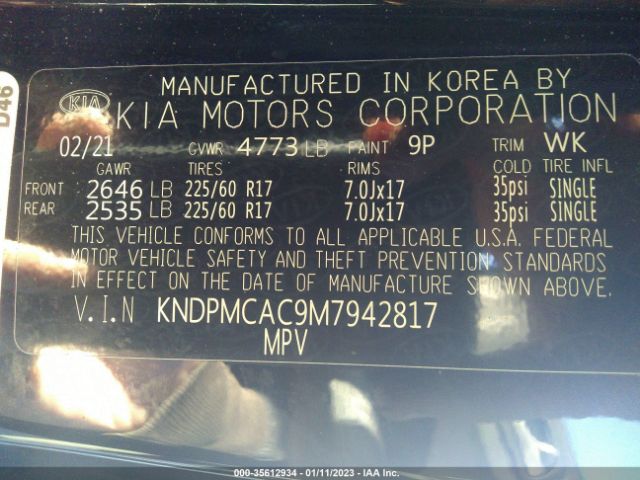 D46
MANUFACTURED IN KOREA BY
KIA KIA MOTORS CORPORATION
02/21 GVWR 4773 LB PAINT 9P TRIM WK
GAWR TIRES RIMS COLD TIRE INFL
FRONT 2646 LB 225/60 R17 7.0Jx17 35psi SINGLE
REAR 2535 LB 225/60 R17 7.0Jx17 35psi SINGLE
THIS VEHICLE CONFORMS TO ALL APPLICABLE U.S.A. FEDERAL
MOTOR VEHICLE SAFETY AND THEFT PREVENTION STANDARDS
IN EFFECT ON THE DATE OF MANUFACTURE SHOWN ABOVE.
V.I.N KNDPMCAC9M7942817
MPV
000-35612934 - 01/11/2023 - IAA Inc.